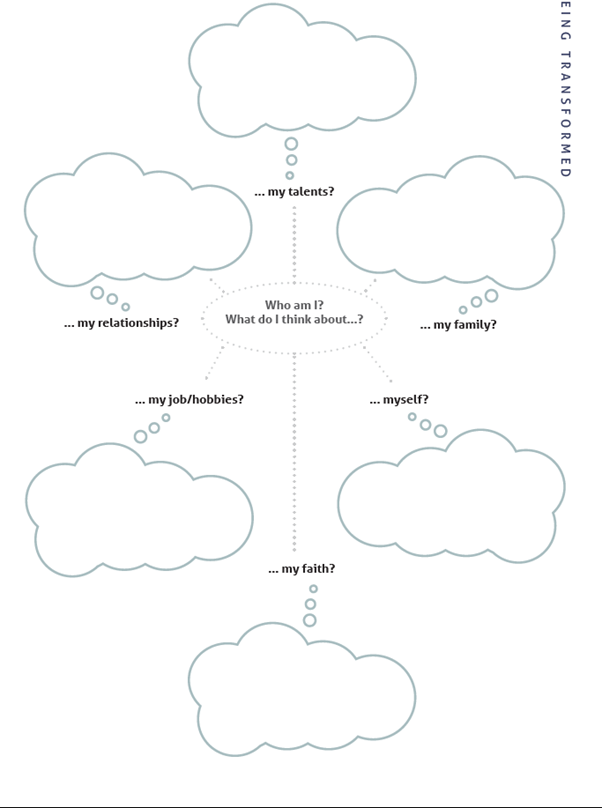 EING TRANSFORMED
... my talents?
Who am I?
What do I think about...?
... my relationships?
... my family?
... my job/hobbies?
... myself?
... my faith?